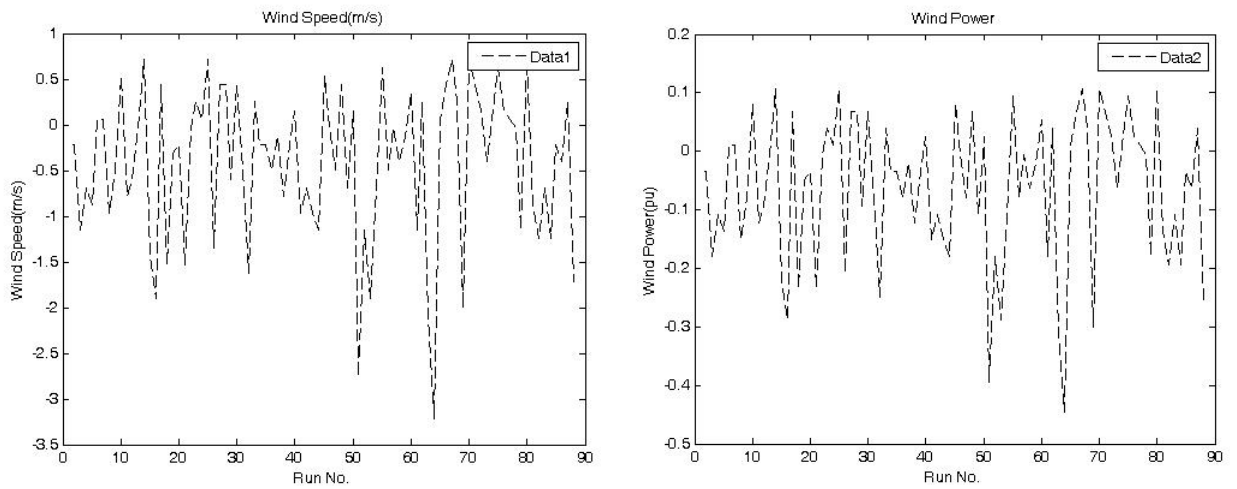 Wind Speed(m/s)
Data1
Wind Speed(m/s)
1
0.5
0
-0.5
-1
-1.5
-2
-2.5
-3
-3.5
0 10 20 30 40 50 60 70 80 90
Run No.
Wind Power
Data2
Wind Power(pu)
0.2
0.1
0
-0.1
-0.2
-0.3
-0.4
-0.5
0 10 20 30 40 50 60 70 80 90
Run No.